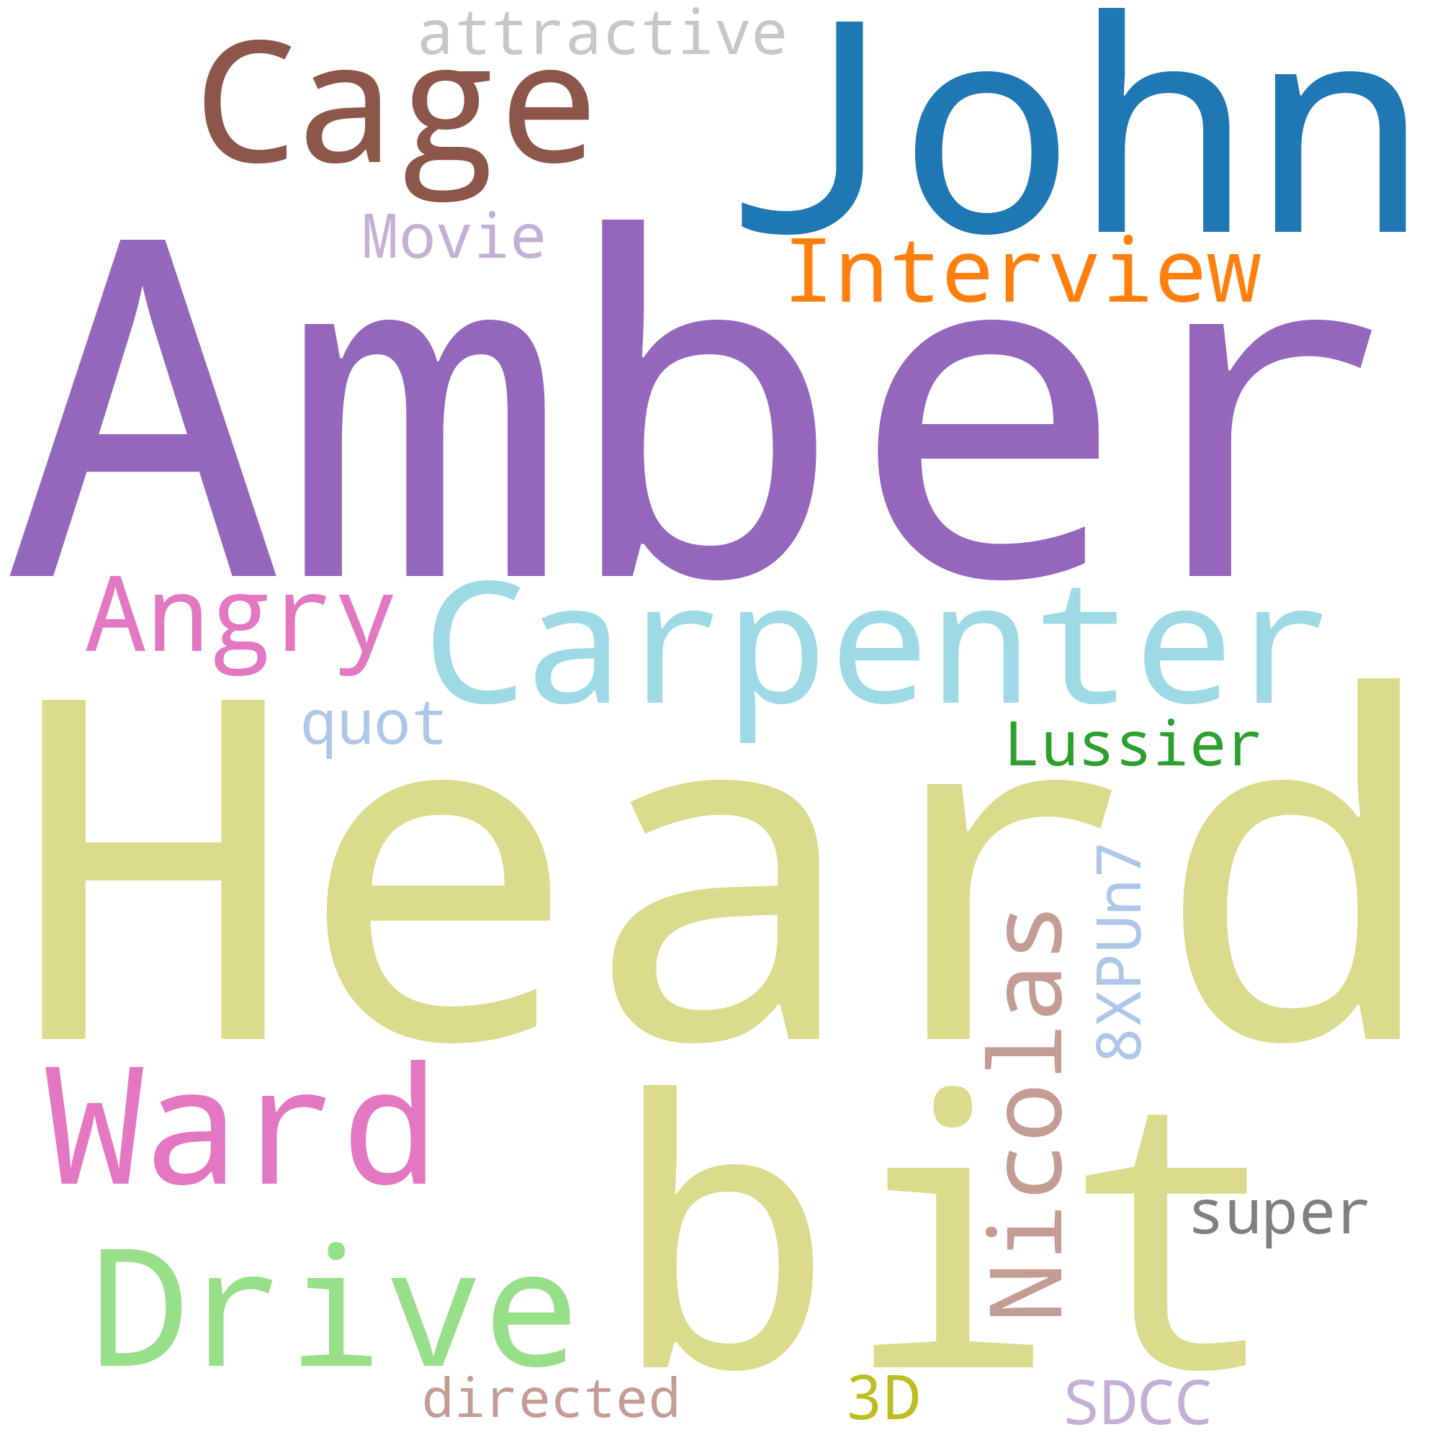 attractive
Cage
John
Movie
Interview
Amber
Angry
Carpenter
quot
Lussier
Heard
8XPUn7
Nicolas
Ward
bit
super
Drive
directed
3D
SDCC